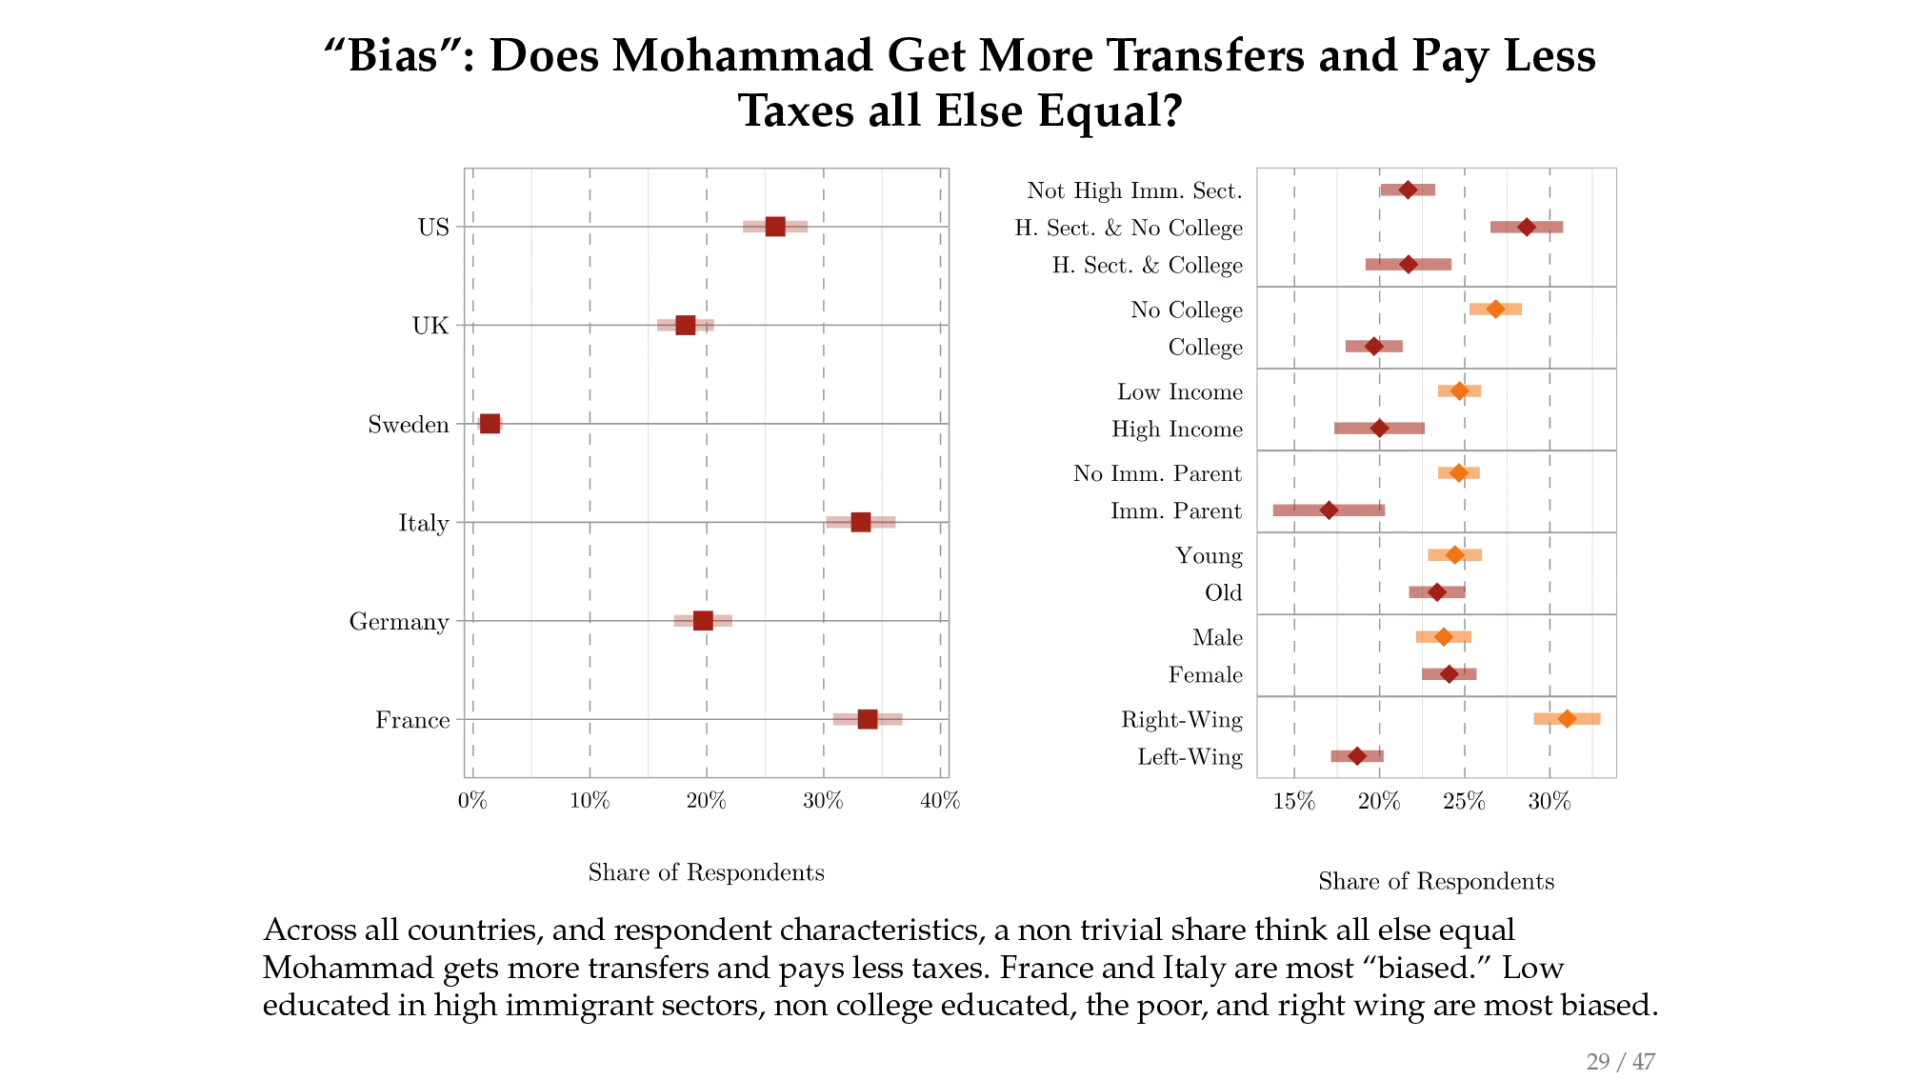 “Bias”: Does Mohammad Get More Transfers and Pay Less
Taxes all Else Equal?
US
UK
Sweden
Italy
Germany
France
0% 10% 20% 30% 40%
Share of Respondents
Not High Imm. Sect.
H. Sect. & No College
H. Sect. & College
No College
College
Low Income
High Income
No Imm. Parent
Imm. Parent
Young
Old
Male
Female
Right-Wing
Left-Wing
15% 20% 25% 30%
Share of Respondents
Across all countries, and respondent characteristics, a non trivial share think all else equal
Mohammad gets more transfers and pays less taxes. France and Italy are most “biased.” Low
educated in high immigrant sectors, non college educated, the poor, and right wing are most biased.
29 / 47